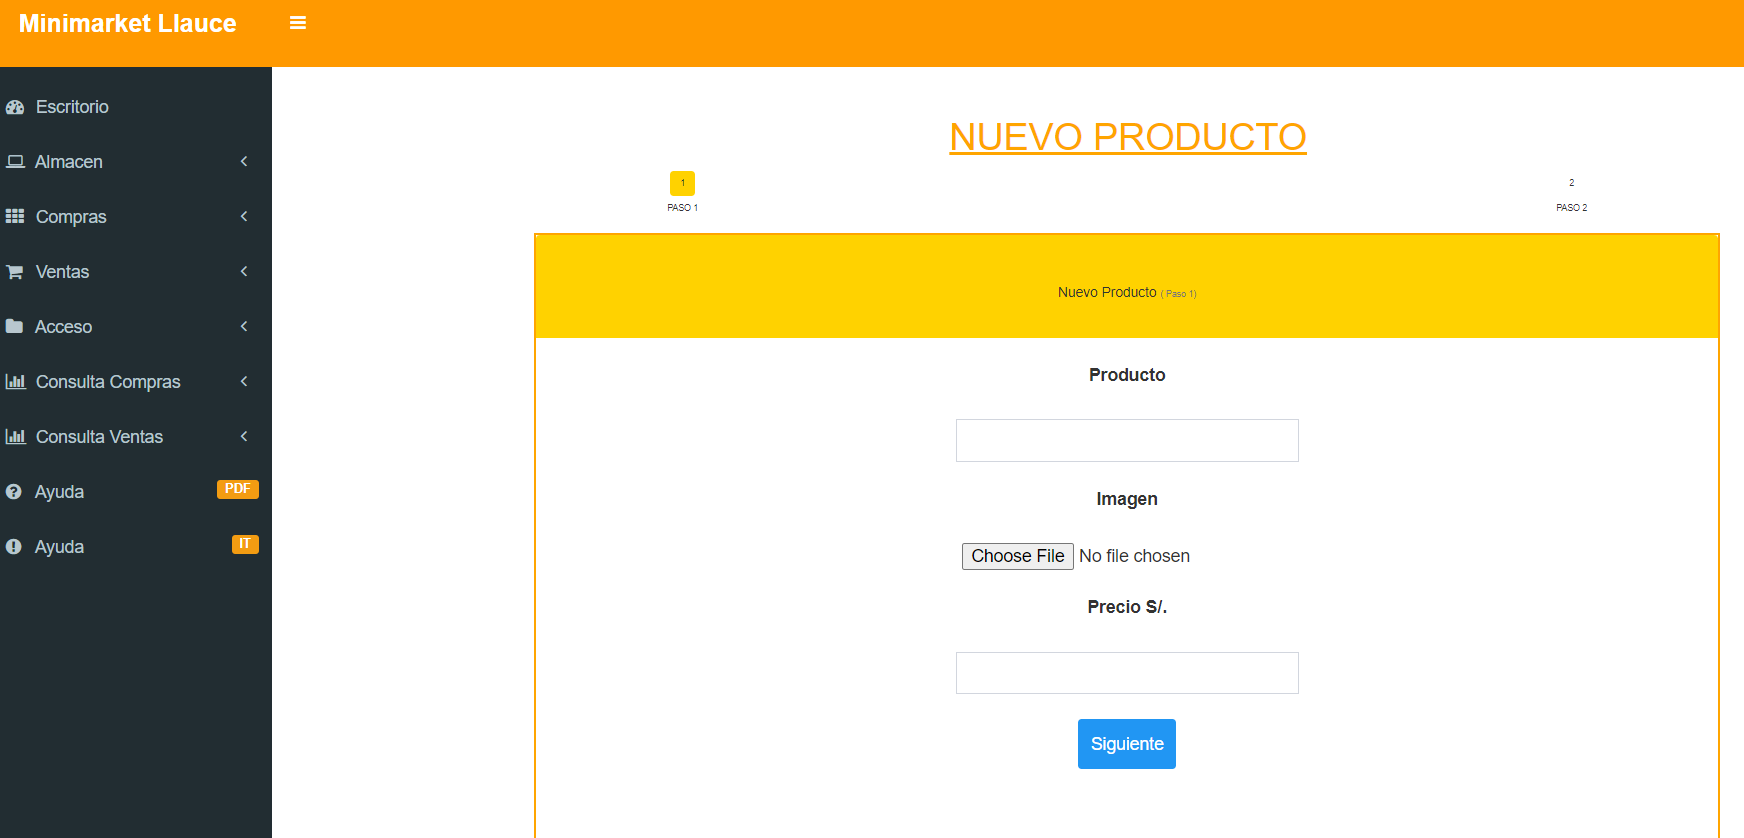 Minimarket Llauce
Escritorio
Almacen
Compras
Ventas
Acceso
Consulta Compras
Consulta Ventas
Ayuda PDF
Ayuda IT
NUEVO PRODUCTO
1
PASO 1
2
PASO 2
Nuevo Producto ( Paso 1)
Producto
Imagen
Choose File No file chosen
Precio S/.
Siguiente